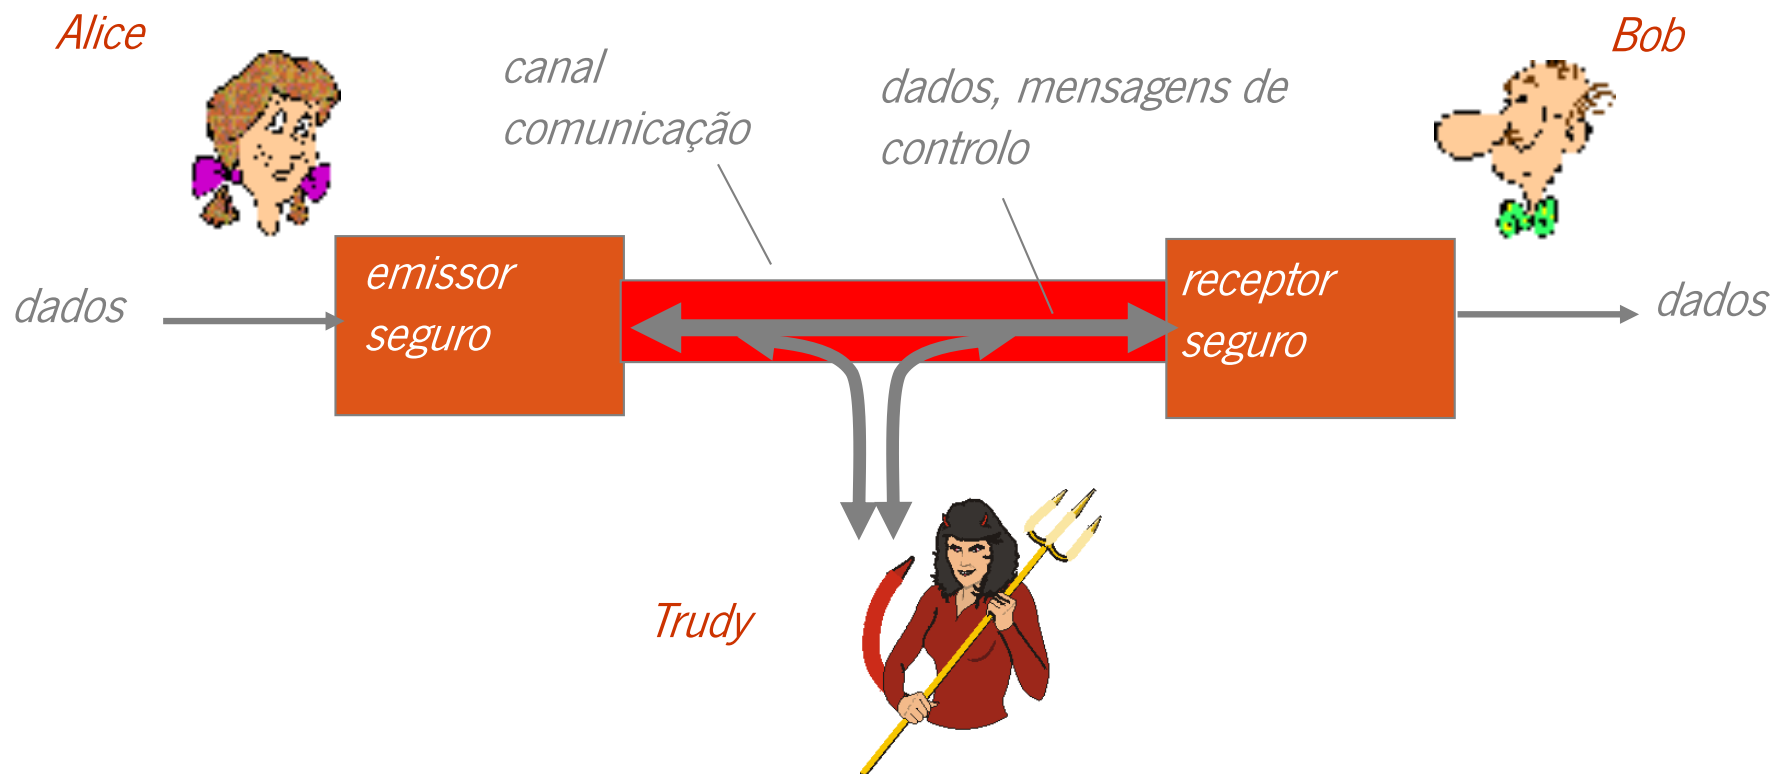 Alice
Bob
canal
comunicação
dados, mensagens de
controlo
emissor
seguro
receptor
seguro
dados
dados
Trudy